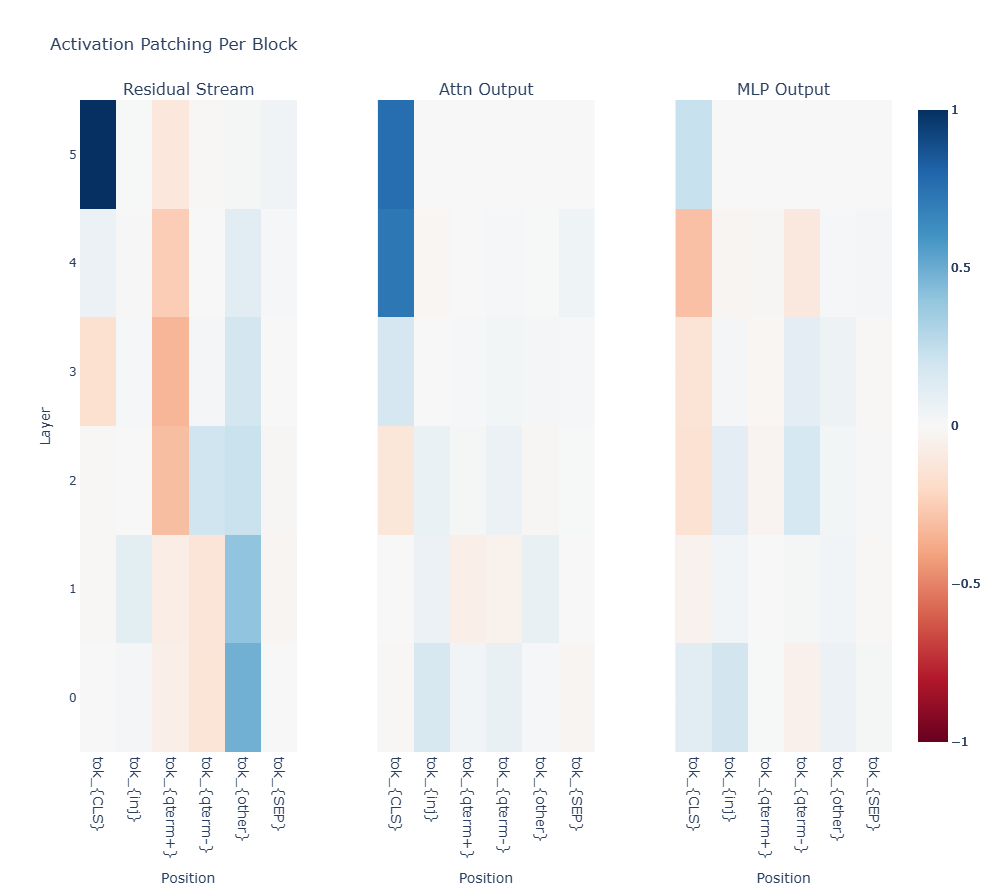 Activation Patching Per Block
Residual Stream
Attn Output
MLP Output
Layer
5
4
3
2
1
0
tok_{CLS}
tok_{inj}
tok_{qterm+}
tok_{qterm-}
tok_{other}
tok_{SEP}
Position
tok_{CLS}
tok_{inj}
tok_{qterm+}
tok_{qterm-}
tok_{other}
tok_{SEP}
Position
tok_{CLS}
tok_{inj}
tok_{qterm+}
tok_{qterm-}
tok_{other}
tok_{SEP}
Position
1
0.5
0
−0.5
−1